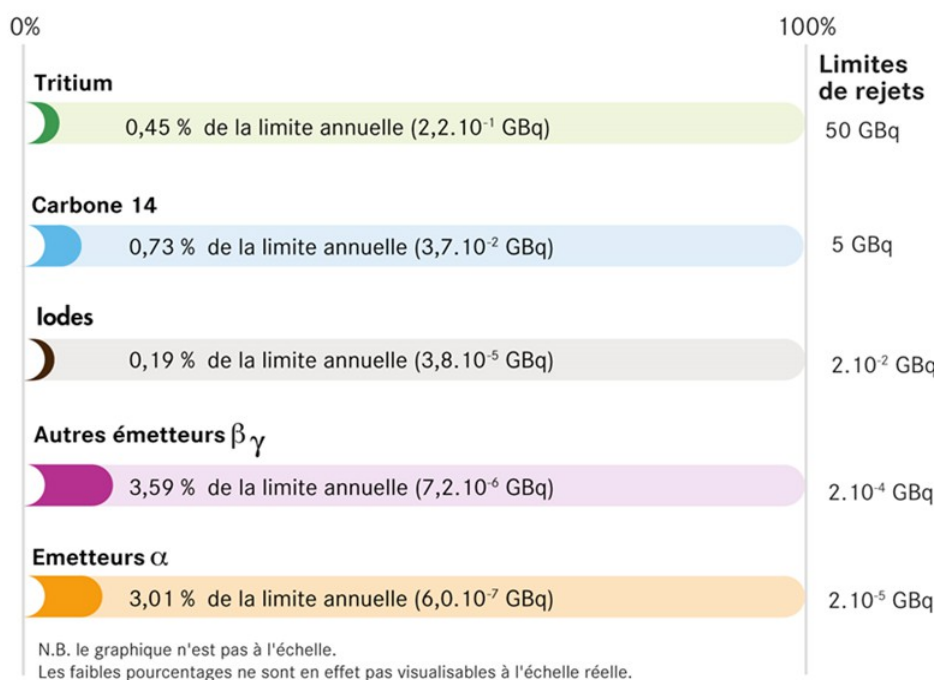 0% 100%
Limites
de rejets
Tritium
0,45 % de la limite annuelle (2,2.10⁻¹ GBq)
50 GBq
Carbone 14
0,73 % de la limite annuelle (3,7.10⁻² GBq)
5 GBq
Iodes
0,19 % de la limite annuelle (3,8.10⁻⁵ GBq)
2.10⁻² GBq
Autres émetteurs βγ
3,59 % de la limite annuelle (7,2.10⁻⁶ GBq)
2.10⁻⁴ GBq
Emetteurs α
3,01 % de la limite annuelle (6,0.10⁻⁷ GBq)
2.10⁻⁵ GBq
N.B. le graphique n'est pas à l'échelle.
Les faibles pourcentages ne sont en effet pas visualisables à l'échelle réelle.